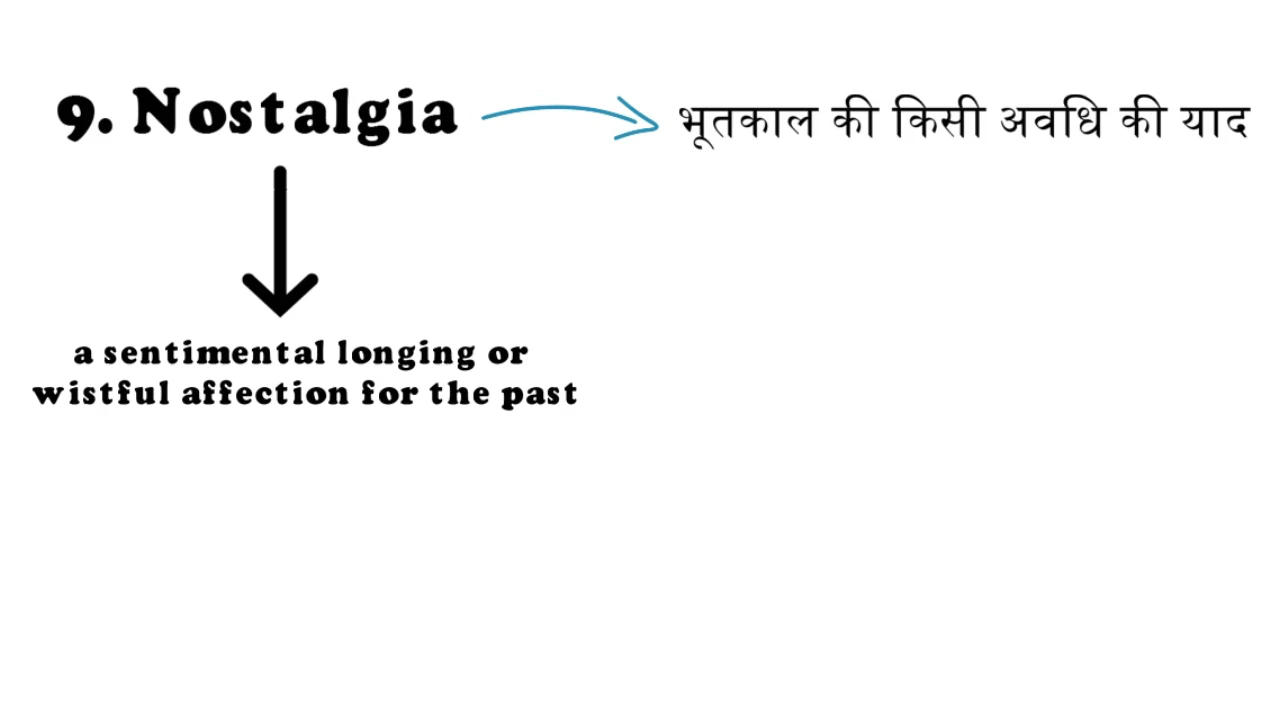 9. Nostalgia
भूतकाल की किसी अवधि की याद
a sentimental longing or
wistful affection for the past